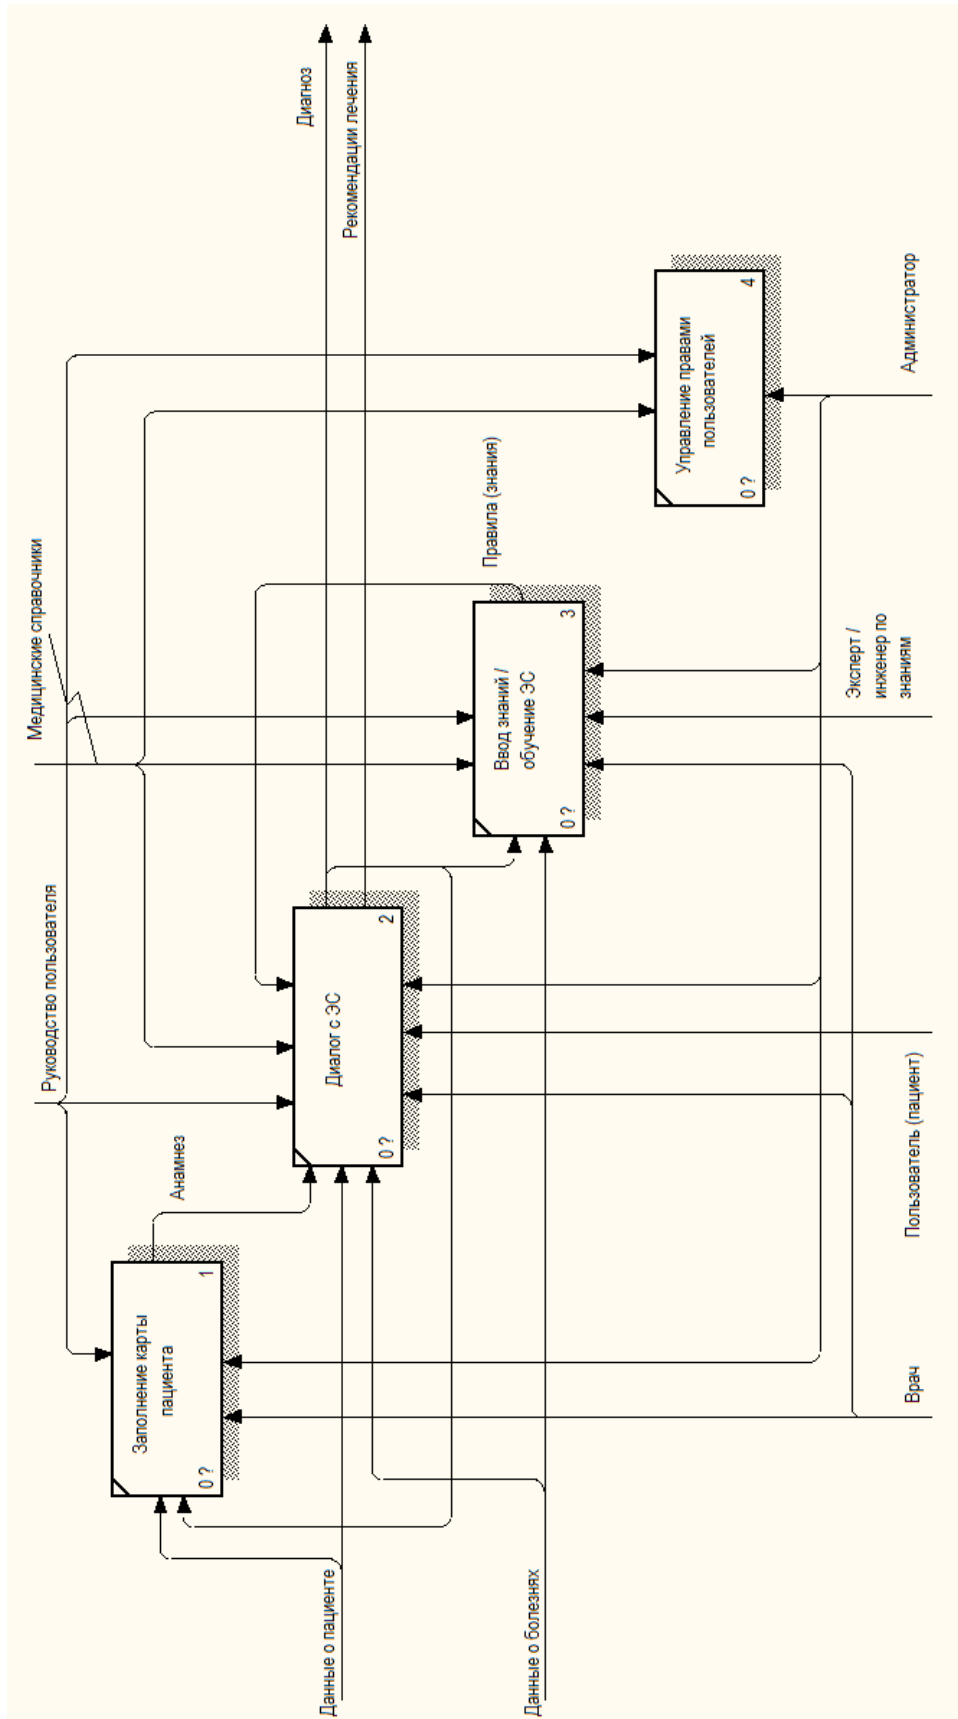 Руководство пользователя
Медицинские справочники
Диагноз
Рекомендации лечения
Заполнение карты
пациента
0 ?
1
Анамнез
Диалог с ЭС
0 ?
2
Ввод знаний /
обучение ЭС
0 ?
3
Правила (знания)
Управление правами
пользователей
0 ?
4
Данные о пациенте
Данные о болезнях
Врач
Пользователь (пациент)
Эксперт /
инженер по
знаниям
Администратор